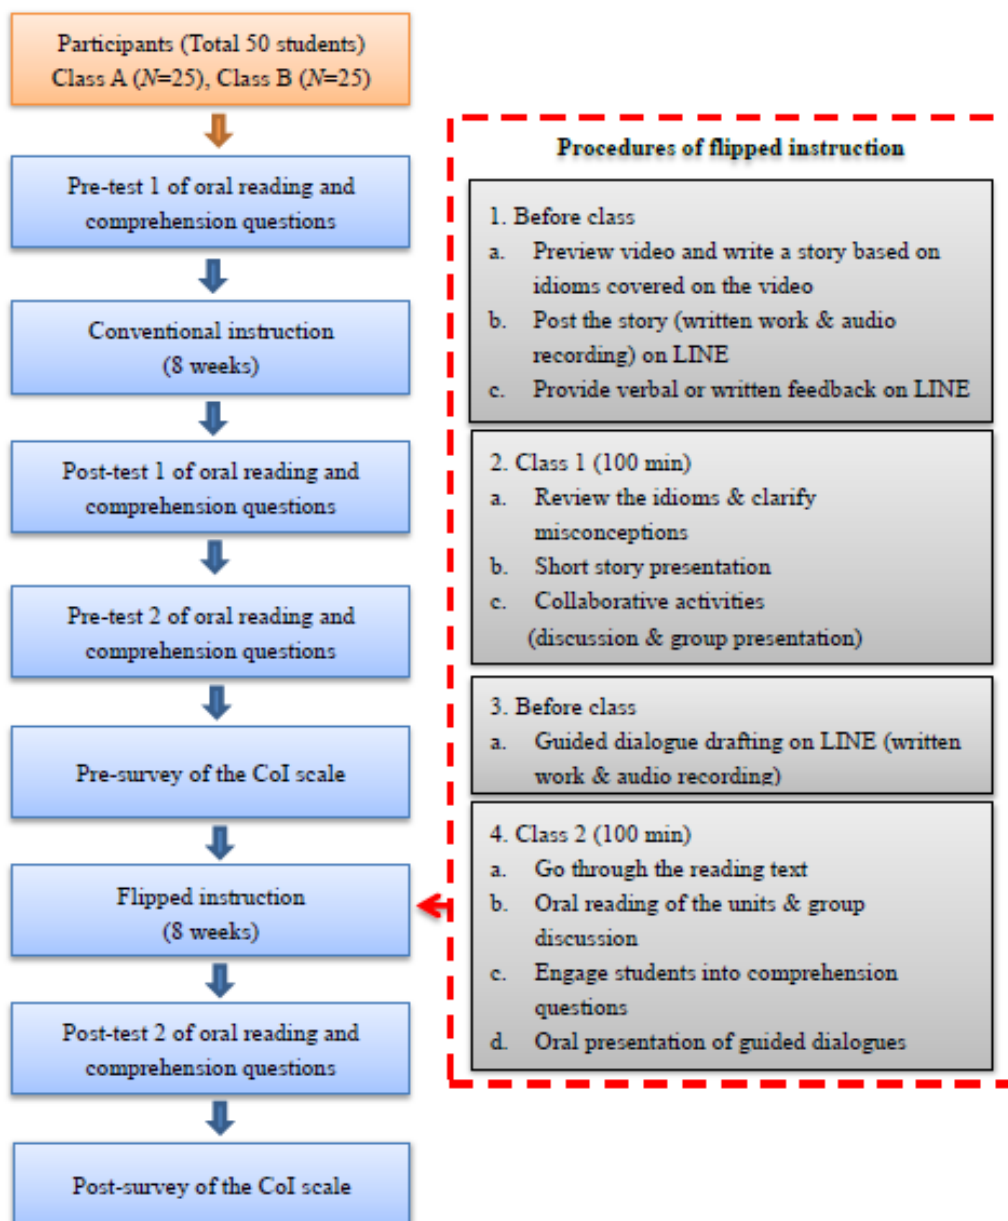 Participants (Total 50 students)
Class A (N=25), Class B (N=25)
Pre-test 1 of oral reading and
comprehension questions
Conventional instruction
(8 weeks)
Post-test 1 of oral reading and
comprehension questions
Pre-test 2 of oral reading and
comprehension questions
Pre-survey of the CoI scale
Flipped instruction
(8 weeks)
Post-test 2 of oral reading and
comprehension questions
Post-survey of the CoI scale
Procedures of flipped instruction
1. Before class
a. Preview video and write a story based on
idioms covered on the video
b. Post the story (written work & audio
recording) on LINE
c. Provide verbal or written feedback on LINE
2. Class 1 (100 min)
a. Review the idioms & clarify
misconceptions
b. Short story presentation
c. Collaborative activities
(discussion & group presentation)
3. Before class
a. Guided dialogue drafting on LINE (written
work & audio recording)
4. Class 2 (100 min)
a. Go through the reading text
b. Oral reading of the units & group
discussion
c. Engage students into comprehension
questions
d. Oral presentation of guided dialogues